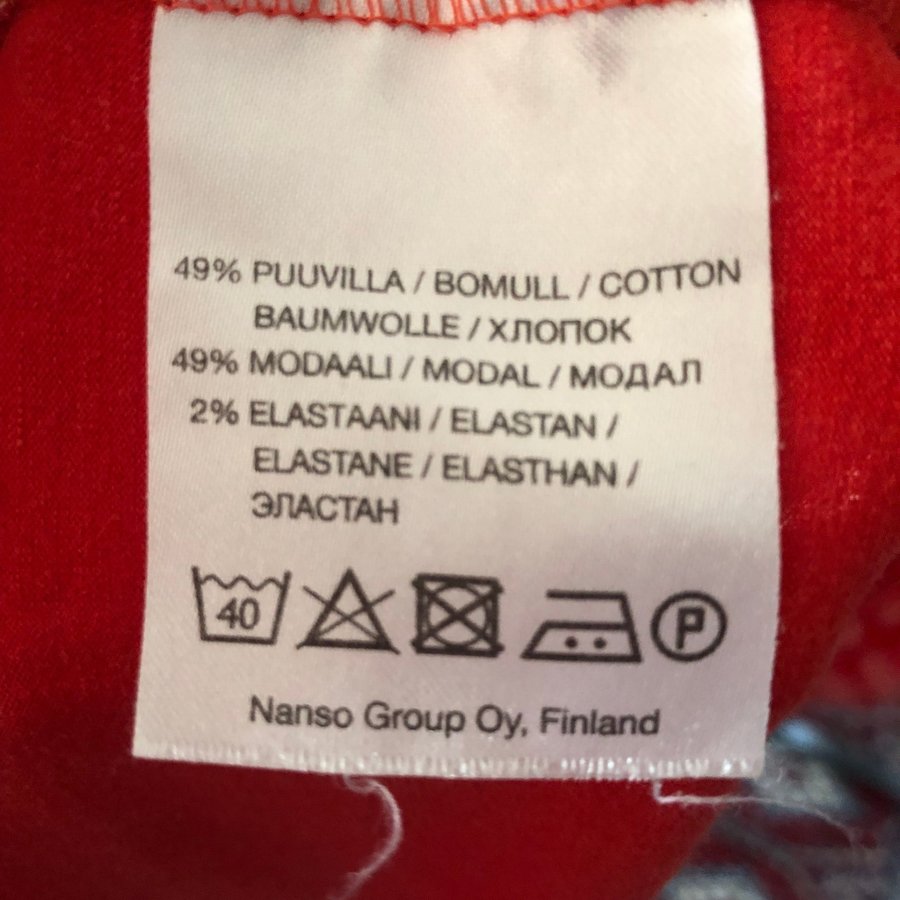 49% PUUVILLA / BOMULL / COTTON
BAUMWOLLE / ХЛОПОК
49% MODAALI / MODAL / МОДАЛ
2% ELASTAANI / ELASTAN /
ELASTANE / ELASTHAN /
ЭЛАСТАН
40 P
Nanso Group Oy, Finland